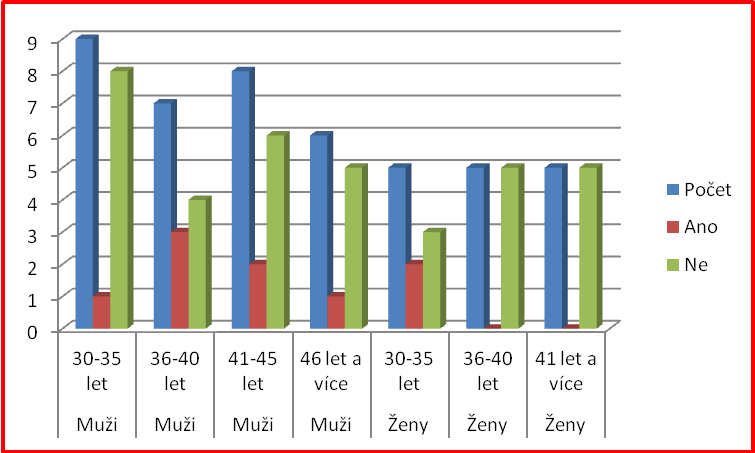 9
8
7
6
5
4
3
2
1
0
Počet
Ano
Ne
30-35 36-40 41-45 46 let a 30-35 36-40 41 let a
let let let více let let více
Muži Muži Muži Muži Ženy Ženy Ženy